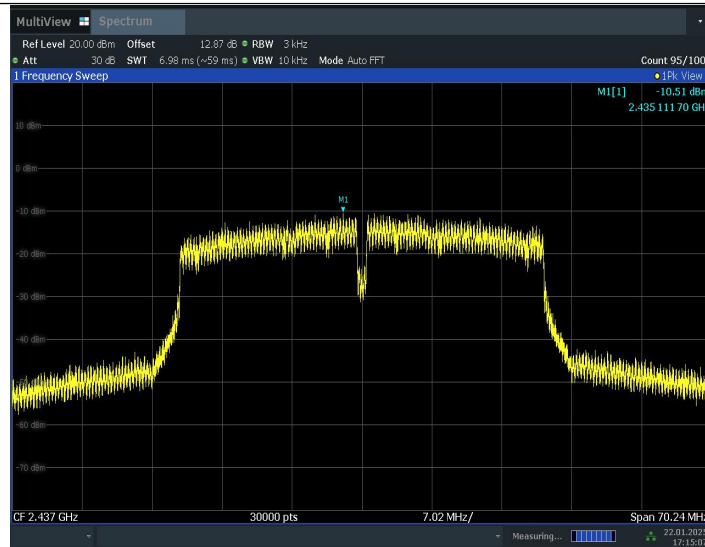 MultiView Spectrum
Ref Level 20.00 dBm Offset 12.87 dB RBW 3 kHz
Att 30 dB SWT 6.98 ms (~59 ms) VBW 10 kHz Mode Auto FFT Count 95/100
1 Frequency Sweep 1Pk View
M1[1] -10.51 dBm
2.435 111 70 GH
10 dBm
0 dBm
M1
-10 dBm
-20 dBm
-30 dBm
-40 dBm
-60 dBm
-70 dBm
CF 2.437 GHz 30000 pts 7.02 MHz/ Span 70.24 MHz
Measuring... 22.01.2025
17:15:07